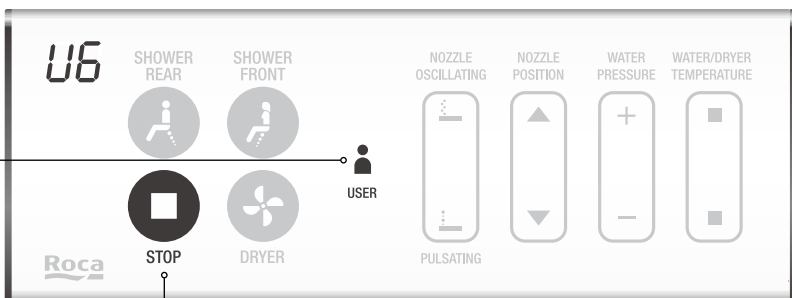 U6
SHOWER
REAR
SHOWER
FRONT
NOZZLE
OSCILLATING
NOZZLE
POSITION
WATER
PRESSURE
WATER/DRYER
TEMPERATURE
USER
STOP
DRYER
PULSATING
Roca